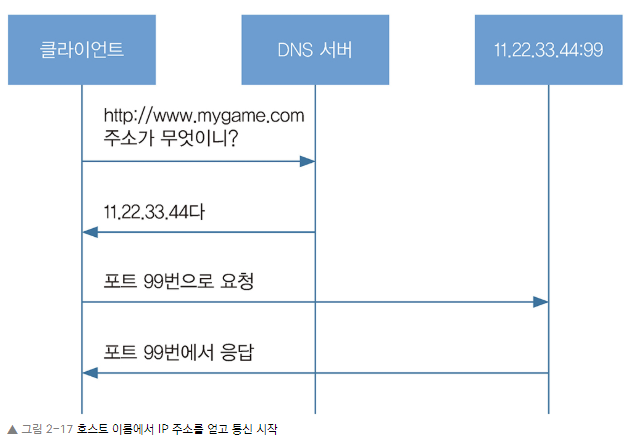 클라이언트
DNS 서버
11.22.33.44:99
http://www.mygame.com
주소가 무엇이니?
11.22.33.44다
포트 99번으로 요청
포트 99번에서 응답
▲ 그림 2-17 호스트 이름에서 IP 주소를 얻고 통신 시작